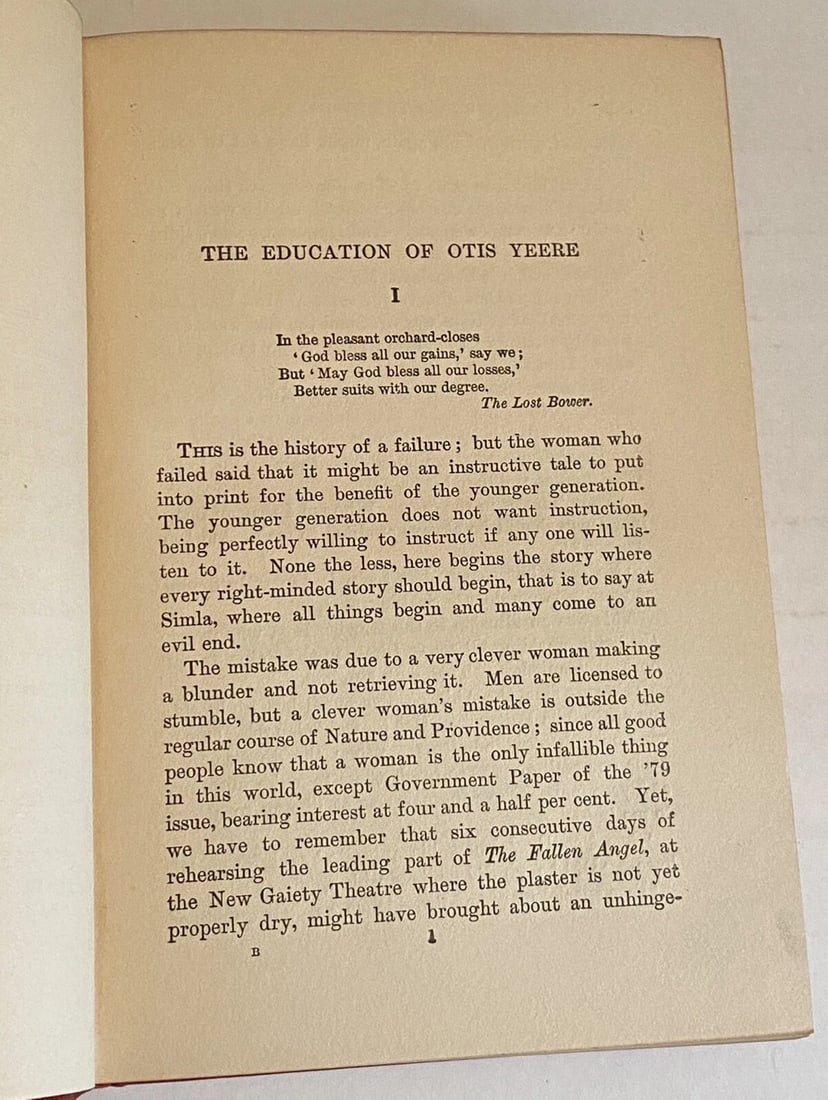 THE EDUCATION OF OTIS YEERE
I
In the pleasant orchard-closes
‘God bless all our gains,’ say we;
But ‘May God bless all our losses,’
Better suits with our degree.
The Lost Bower.
THIS is the history of a failure; but the woman who
failed said that it might be an instructive tale to put
into print for the benefit of the younger generation.
The younger generation does not want instruction,
being perfectly willing to instruct if any one will lis-
ten to it. None the less, here begins the story where
every right-minded story should begin, that is to say at
Simla, where all things begin and many come to an
evil end.
The mistake was due to a very clever woman making
a blunder and not retrieving it. Men are licensed to
stumble, but a clever woman’s mistake is outside the
regular course of Nature and Providence; since all good
people know that a woman is the only infallible thing
in this world, except Government Paper of the ’79
issue, bearing interest at four and a half per cent. Yet,
we have to remember that six consecutive days of
rehearsing the leading part of The Fallen Angel, at
the New Gaiety Theatre where the plaster is not yet
properly dry, might have brought about an unhinge-
B 1